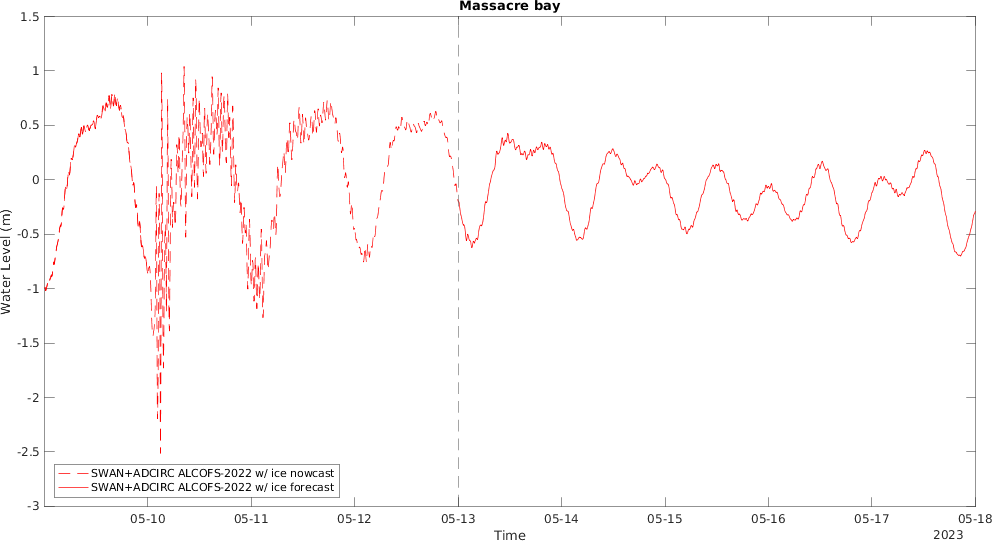 Massacre bay
1.5
1
0.5
0
-0.5
-1
-1.5
-2
-2.5
-3
Water Level (m)
SWAN+ADCIRC ALCOFS-2022 w/ ice nowcast
SWAN+ADCIRC ALCOFS-2022 w/ ice forecast
05-10 05-11 05-12 05-13 05-14 05-15 05-16 05-17 05-18
Time
2023